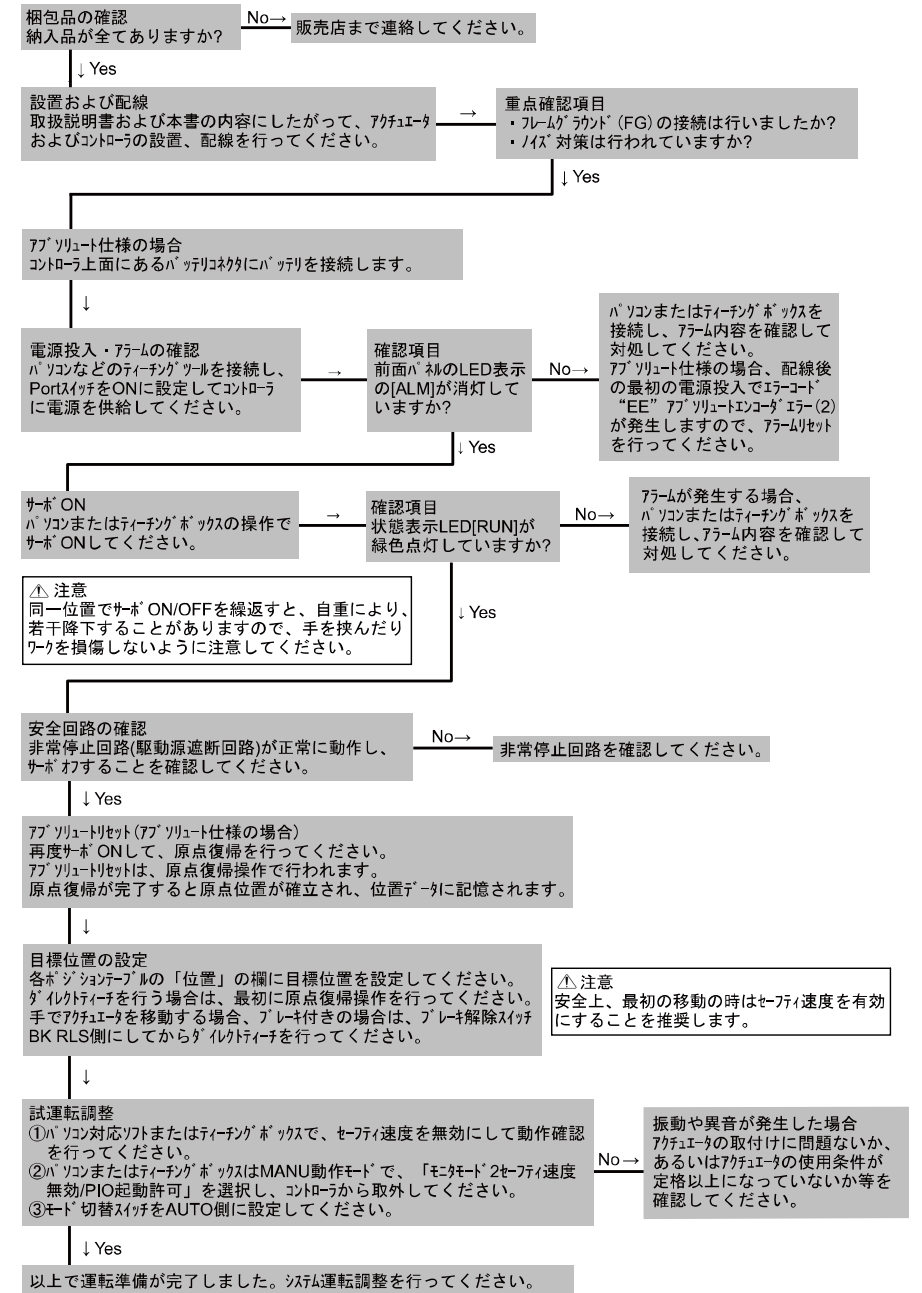 梱包品の確認
納入品が全てありますか?
No→
販売店まで連絡してください。
↓Yes
設置および配線
取扱説明書および本書の内容にしたがって、ｱｸﾁｭｴｰﾀ
およびｺﾝﾄﾛｰﾗの設置、配線を行ってください。
→
重点確認項目
・ﾌﾚｰﾑｸﾞﾗｳﾝﾄﾞ(FG)の接続は行いましたか?
・ﾉｲｽﾞ対策は行われていますか?
↓Yes
ｱﾌﾞｿﾘｭｰﾄ仕様の場合
ｺﾝﾄﾛｰﾗ上面にあるﾊﾞｯﾃﾘｺﾈｸﾀにﾊﾞｯﾃﾘを接続します。
↓
電源投入・ｱﾗｰﾑの確認
ﾊﾟｿｺﾝなどのﾃｨｰﾁﾝｸﾞﾂｰﾙを接続し、
PortｽｲｯﾁをONに設定してｺﾝﾄﾛｰﾗ
に電源を供給してください。
→
確認項目
前面ﾊﾟﾈﾙのLED表示
の[ALM]が消灯して
いますか?
No→
ﾊﾟｿｺﾝまたはﾃｨｰﾁﾝｸﾞﾎﾞｯｸｽを
接続し、ｱﾗｰﾑ内容を確認して
対処してください。
ｱﾌﾞｿﾘｭｰﾄ仕様の場合、配線後
の最初の電源投入でｴﾗｰｺｰﾄﾞ
“EE”ｱﾌﾞｿﾘｭｰﾄｴﾝｺｰﾀﾞｴﾗｰ(2)
が発生しますので、ｱﾗｰﾑﾘｾｯﾄ
を行ってください。
↓Yes
ｻｰﾎﾞON
ﾊﾟｿｺﾝまたはﾃｨｰﾁﾝｸﾞﾎﾞｯｸｽの操作で
ｻｰﾎﾞONしてください。
→
確認項目
状態表示LED[RUN]が
緑色点灯していますか?
No→
ｱﾗｰﾑが発生する場合、
ﾊﾟｿｺﾝまたはﾃｨｰﾁﾝｸﾞﾎﾞｯｸｽを
接続し、ｱﾗｰﾑ内容を確認して
対処してください。
⚠ 注意
同一位置でｻｰﾎﾞON/OFFを繰返すと、自重により、
若干降下することがありますので、手を挟んだり
ﾜｰｸを損傷しないように注意してください。
↓Yes
安全回路の確認
非常停止回路(駆動源遮断回路)が正常に動作し、
ｻｰﾎﾞｵﾌすることを確認してください。
No→
非常停止回路を確認してください。
↓Yes
ｱﾌﾞｿﾘｭｰﾄﾘｾｯﾄ(ｱﾌﾞｿﾘｭｰﾄ仕様の場合)
再度ｻｰﾎﾞONして、原点復帰を行ってください。
ｱﾌﾞｿﾘｭｰﾄﾘｾｯﾄは、原点復帰操作で行われます。
原点復帰が完了すると原点位置が確立され、位置ﾃﾞｰﾀに記憶されます。
↓
目標位置の設定
各ﾎﾟｼﾞｼｮﾝﾃｰﾌﾞﾙの「位置」の欄に目標位置を設定してください。
ﾀﾞｲﾚｸﾄﾃｨｰﾁを行う場合は、最初に原点復帰操作を行ってください。
手でｱｸﾁｭｴｰﾀを移動する場合、ﾌﾞﾚｰｷ付きの場合は、ﾌﾞﾚｰｷ解除ｽｲｯﾁ
BK RLS側にしてからﾀﾞｲﾚｸﾄﾃｨｰﾁを行ってください。
⚠ 注意
安全上、最初の移動の時はｾｰﾌﾃｨ速度を有効
にすることを推奨します。
↓
試運転調整
①ﾊﾟｿｺﾝ対応ｿﾌﾄまたはﾃｨｰﾁﾝｸﾞﾎﾞｯｸｽで、ｾｰﾌﾃｨ速度を無効にして動作確認
を行ってください。
②ﾊﾟｿｺﾝまたはﾃｨｰﾁﾝｸﾞﾎﾞｯｸｽはMANU動作ﾓｰﾄﾞで、「ﾓﾆﾀﾓｰﾄﾞ2ｾｰﾌﾃｨ速度
無効/PIO起動許可」を選択し、ｺﾝﾄﾛｰﾗから取外してください。
③ﾓｰﾄﾞ切替ｽｲｯﾁをAUTO側に設定してください。
No→
振動や異音が発生した場合
ｱｸﾁｭｴｰﾀの取付けに問題ないか、
あるいはｱｸﾁｭｴｰﾀの使用条件が
定格以上になっていないか等を
確認してください。
↓Yes
以上で運転準備が完了しました。ｼｽﾃﾑ運転調整を行ってください。